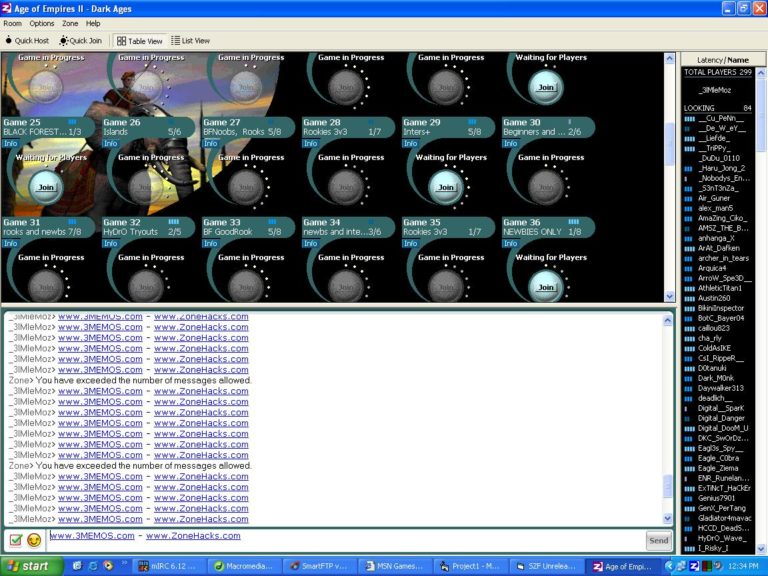 Age of Empires II - Dark Ages
Room Options Zone Help
Quick Host Quick Join Table View List View
Game in Progress Game in Progress Game in Progress Game in Progress Game in Progress Waiting for Players
Join Join Join Join Join Join
Game 25 Game 26 Game 27 Game 28 Game 29 Game 30
BLACK FOREST... 1/3 Islands 5/6 BFNoobs, Rooks 5/8 Rookies 3v3 1/7 Inters+ 5/8 Beginners and ... 2/6
Info Info Info Info Info Info
Waiting for Players Game in Progress Game in Progress Game in Progress Waiting for Players Game in Progress
Join Join Join Join Join Join
Game 31 Game 32 Game 33 Game 34 Game 35 Game 36
rooks and newbs 7/8 HyDrO Tryouts 2/5 BF GoodRook 5/8 newbs and inte...3/6 Rookies 3v3 1/7 NEWBIES ONLY 1/8
Info Info Info Info Info Info
Game in Progress Game in Progress Game in Progress Game in Progress Game in Progress Waiting for Players
Join Join Join Join Join Join
_3lMleMoz> www.3MEMOS.com - www.ZoneHacks.com
_3lMleMoz> www.3MEMOS.com - www.ZoneHacks.com
_3lMleMoz> www.3MEMOS.com - www.ZoneHacks.com
_3lMleMoz> www.3MEMOS.com - www.ZoneHacks.com
_3lMleMoz> www.3MEMOS.com - www.ZoneHacks.com
_3lMleMoz> www.3MEMOS.com - www.ZoneHacks.com
Zone> You have exceeded the number of messages allowed.
_3lMleMoz> www.3MEMOS.com - www.ZoneHacks.com
_3lMleMoz> www.3MEMOS.com - www.ZoneHacks.com
_3lMleMoz> www.3MEMOS.com - www.ZoneHacks.com
_3lMleMoz> www.3MEMOS.com - www.ZoneHacks.com
_3lMleMoz> www.3MEMOS.com - www.ZoneHacks.com
_3lMleMoz> www.3MEMOS.com - www.ZoneHacks.com
_3lMleMoz> www.3MEMOS.com - www.ZoneHacks.com
Zone> You have exceeded the number of messages allowed.
_3lMleMoz> www.3MEMOS.com - www.ZoneHacks.com
_3lMleMoz> www.3MEMOS.com - www.ZoneHacks.com
_3lMleMoz> www.3MEMOS.com - www.ZoneHacks.com
_3lMleMoz> www.3MEMOS.com - www.ZoneHacks.com
_3lMleMoz> www.3MEMOS.com - www.ZoneHacks.com
www.3MEMOS.com - www.ZoneHacks.com
Send
Latency/Name
TOTAL PLAYERS 299
_3lMleMoz
LOOKING 84
__Cu_PeNn__
__De_W_eY__
__Liefde_
__TriPPy_
_DuDu_0110
_Haru_Jong_2
_Nobodys_En...
_S3nT3nZa_
Air_Guner
alex_man6
AmaZing_Ciko_
AMSZ_THE_B...
anhanga_X
ArAt_Dafken
archer_in_tears
Arquica4
ArroW_Spe3D__
AthleticTitan1
Austin260
BikiniInspector
BotC_Bayer04
caillou823
cha_rly
ColdAsIKE
CsI_RippeR__
D0tanuki
Dark_M0nk
Daywalker313
deadlich__
Digital__SparK
Digital_Danger
Digital_DooM_U
DKC_SwOrDz...
Eagl3s_Spy__
Eagle_C0bra
Eagle_Ziema
ENR_Runelan...
ExTiNcT_HaCkEr
Genius7901
GenX_PerTang
Gladiator4mavac
HCCD_DeadS...
HyDrO_Wave_
I_Risky_I
start mIRC 6.12 Macromedi... SmartFTP v... MSN Games... Project1 - M... SZF Unrelea... Age of Empi... 12:34 PM